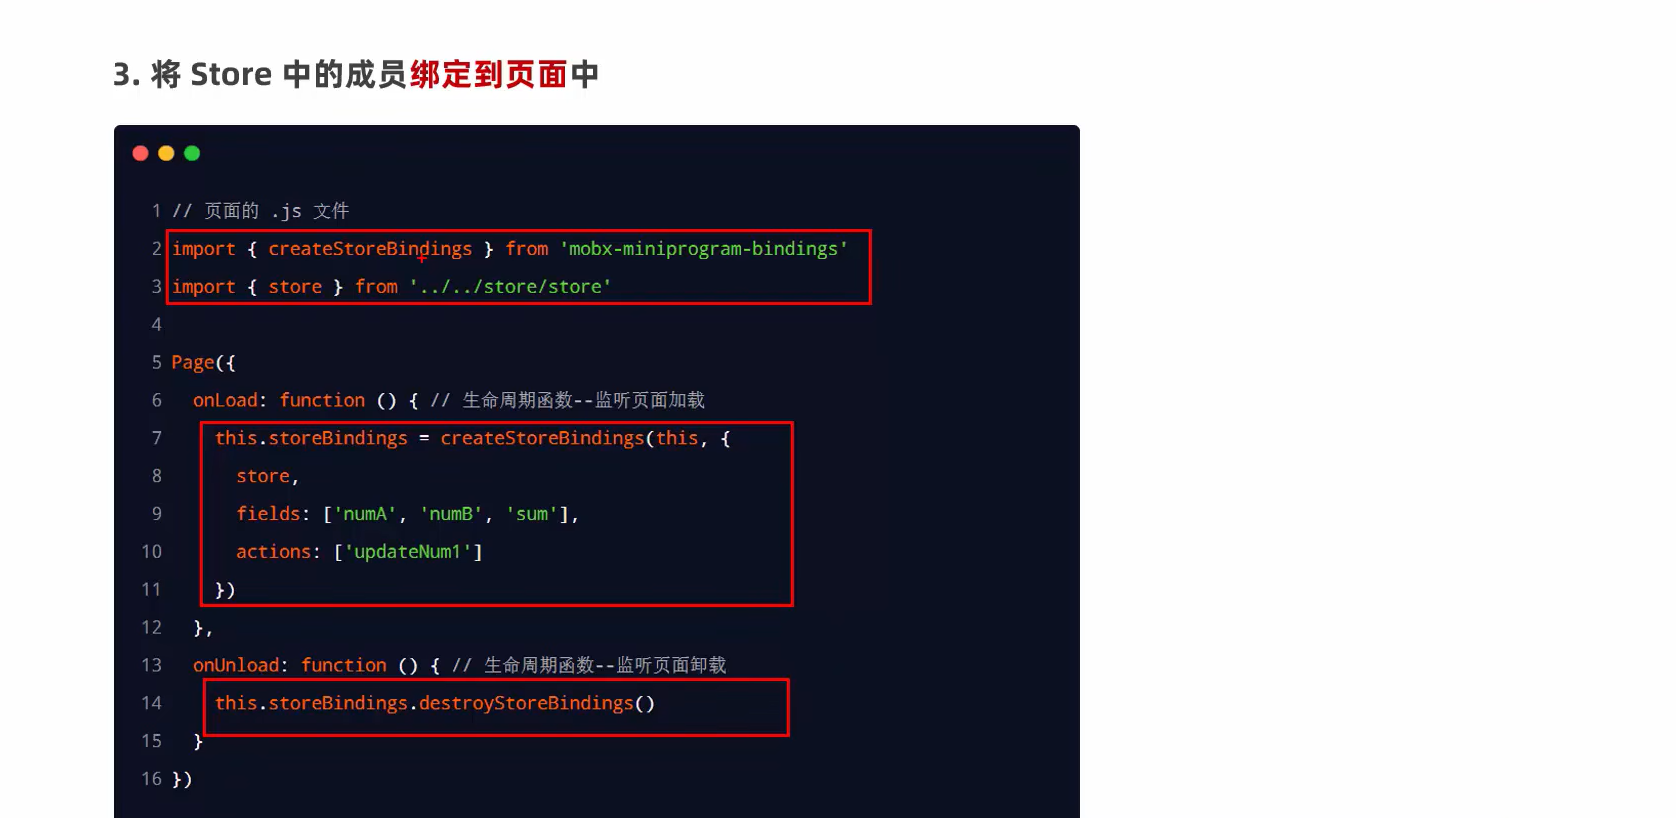 3. 将 Store 中的成员绑定到页面中
1 // 页面的 .js 文件
2 import { createStoreBindings } from 'mobx-miniprogram-bindings'
3 import { store } from '../../store/store'
4
5 Page({
6 onLoad: function () { // 生命周期函数--监听页面加载
7 this.storeBindings = createStoreBindings(this, {
8 store,
9 fields: ['numA', 'numB', 'sum'],
10 actions: ['updateNum1']
11 })
12 },
13 onUnload: function () { // 生命周期函数--监听页面卸载
14 this.storeBindings.destroyStoreBindings()
15 }
16 })